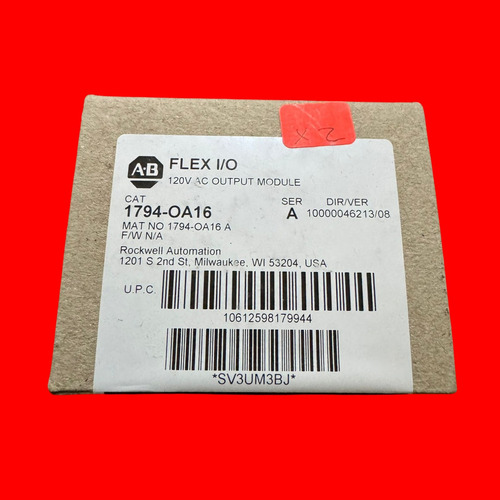 X2
A-B
FLEX I/O
120V AC OUTPUT MODULE
CAT SER DIR/VER
1794-OA16 A 10000046213/08
MAT NO 1794-OA16 A
F/W N/A
Rockwell Automation
1201 S 2nd St, Milwaukee, WI 53204, USA
U.P.C.
10612598179944
*SV3UM3BJ*